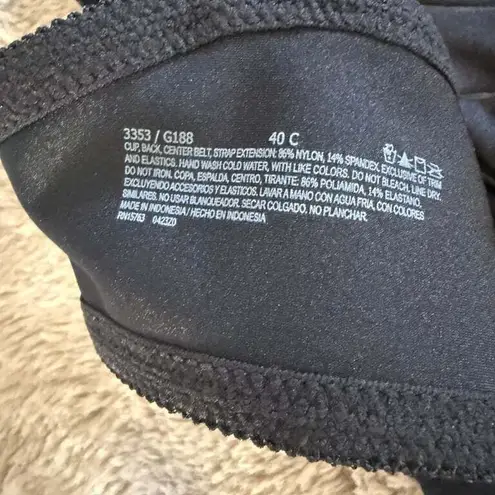 3353 / G188 40 C
CUP, BACK, CENTER BELT, STRAP EXTENSION: 86% NYLON, 14% SPANDEX, EXCLUSIVE OF TRIM
AND ELASTICS. HAND WASH COLD WATER, WITH LIKE COLORS. DO NOT BLEACH. LINE DRY.
DO NOT IRON. COPA, ESPALDA, CENTRO, TIRANTE: 86% POLIAMIDA, 14% ELASTANO.
EXCLUYENDO ACCESORIOS Y ELASTICOS. LAVAR A MANO CON AGUA FRIA, CON COLORES
SIMILARES. NO USAR BLANQUEADOR. SECAR COLGADO. NO PLANCHAR.
MADE IN INDONESIA / HECHO EN INDONESIA
RN15763 0423Z0